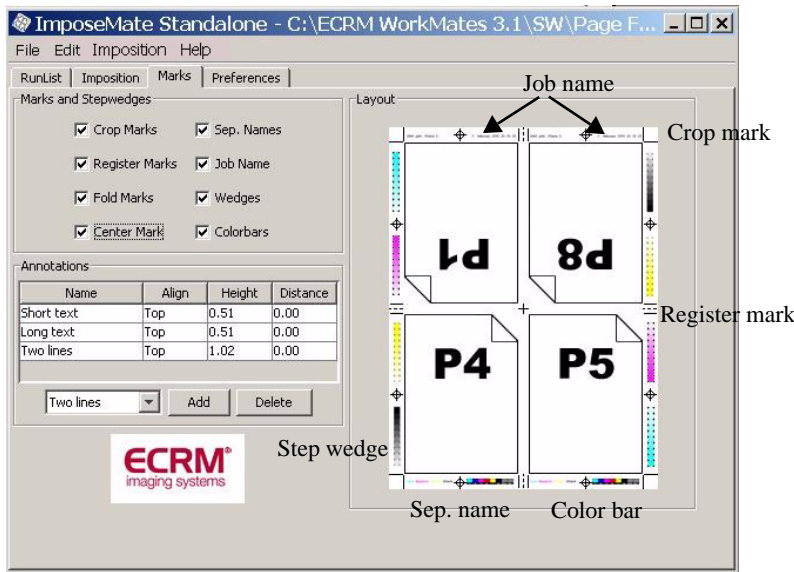 ImposeMate Standalone - C:\ECRM WorkMates 3.1\SW\Page F...
File Edit Imposition Help
RunList Imposition Marks Preferences
Marks and Stepwedges
Crop Marks Sep. Names
Register Marks Job Name
Fold Marks Wedges
Center Mark Colorbars
Annotations
Name Align Height Distance
Short text Top 0.51 0.00
Long text Top 0.51 0.00
Two lines Top 1.02 0.00
Two lines Add Delete
ECRM®
imaging systems
Layout
Job name
Crop mark
P1 P8
Register mark
P4 P5
Step wedge
Sep. name Color bar